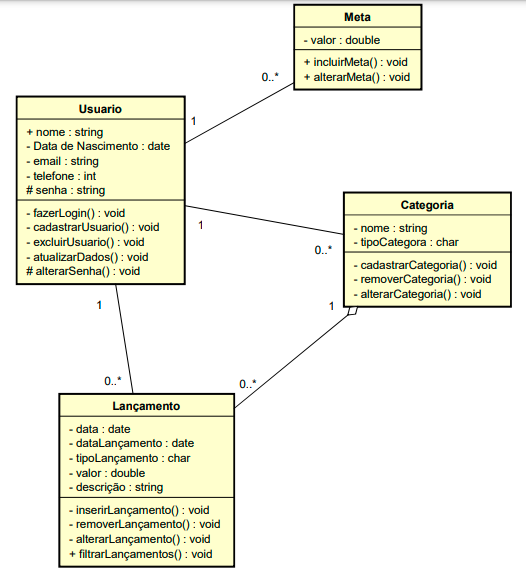 Meta
- valor : double
+ incluirMeta() : void
+ alterarMeta() : void
0..*
1
Usuario
+ nome : string
- Data de Nascimento : date
- email : string
- telefone : int
# senha : string
- fazerLogin() : void
- cadastrarUsuario() : void
- excluirUsuario() : void
- atualizarDados() : void
# alterarSenha() : void
1
0..*
Categoria
- nome : string
- tipoCategora : char
- cadastrarCategoria() : void
- removerCategoria() : void
- alterarCategoria() : void
1
1
0..*
0..*
Lançamento
- data : date
- dataLançamento : date
- tipoLançamento : char
- valor : double
- descrição : string
- inserirLançamento() : void
- removerLançamento() : void
- alterarLançamento() : void
+ filtrarLançamentos() : void